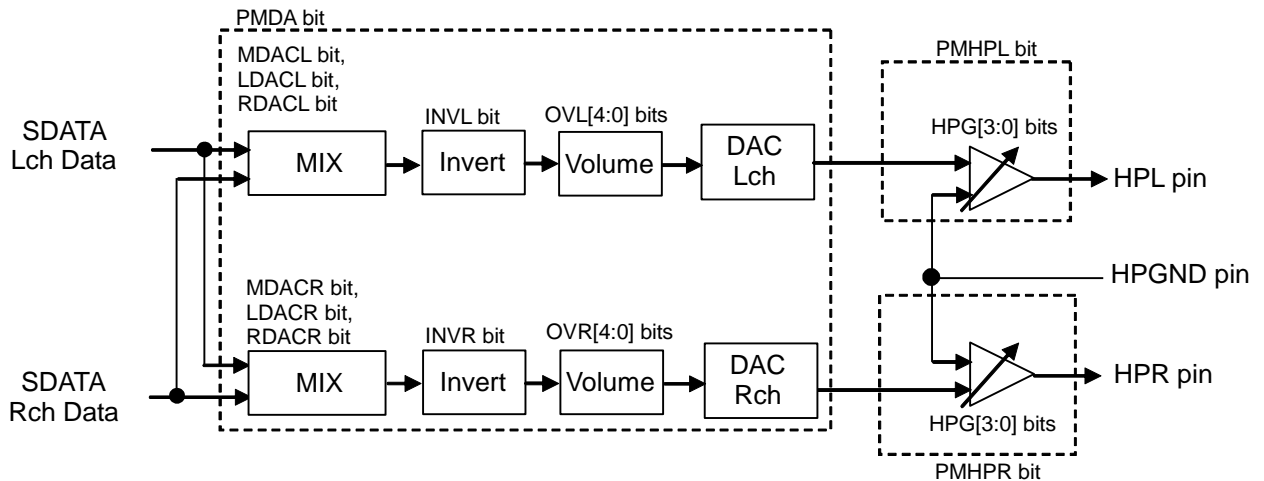 PMDA bit
MDACL bit,
LDACL bit,
RDACL bit
PMHPL bit
SDATA
Lch Data
MIX
INVL bit
Invert
OVL[4:0] bits
Volume
DAC
Lch
HPG[3:0] bits
HPL pin
HPGND pin
MDACR bit,
LDACR bit,
RDACR bit
SDATA
Rch Data
MIX
INVR bit
Invert
OVR[4:0] bits
Volume
DAC
Rch
HPR pin
HPG[3:0] bits
PMHPR bit